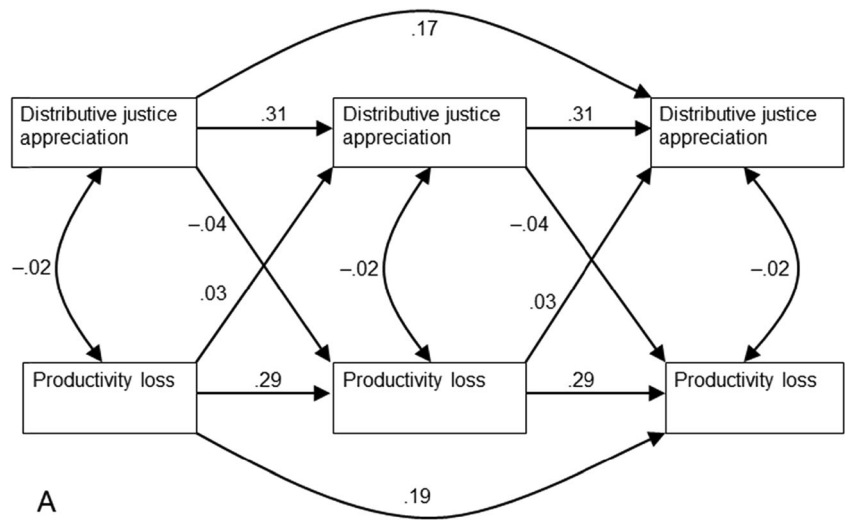 .17
Distributive justice
appreciation
.31
Distributive justice
appreciation
.31
Distributive justice
appreciation
–.04
–.04
–.02
–.02
–.02
.03
.03
Productivity loss
.29
Productivity loss
.29
Productivity loss
.19
A